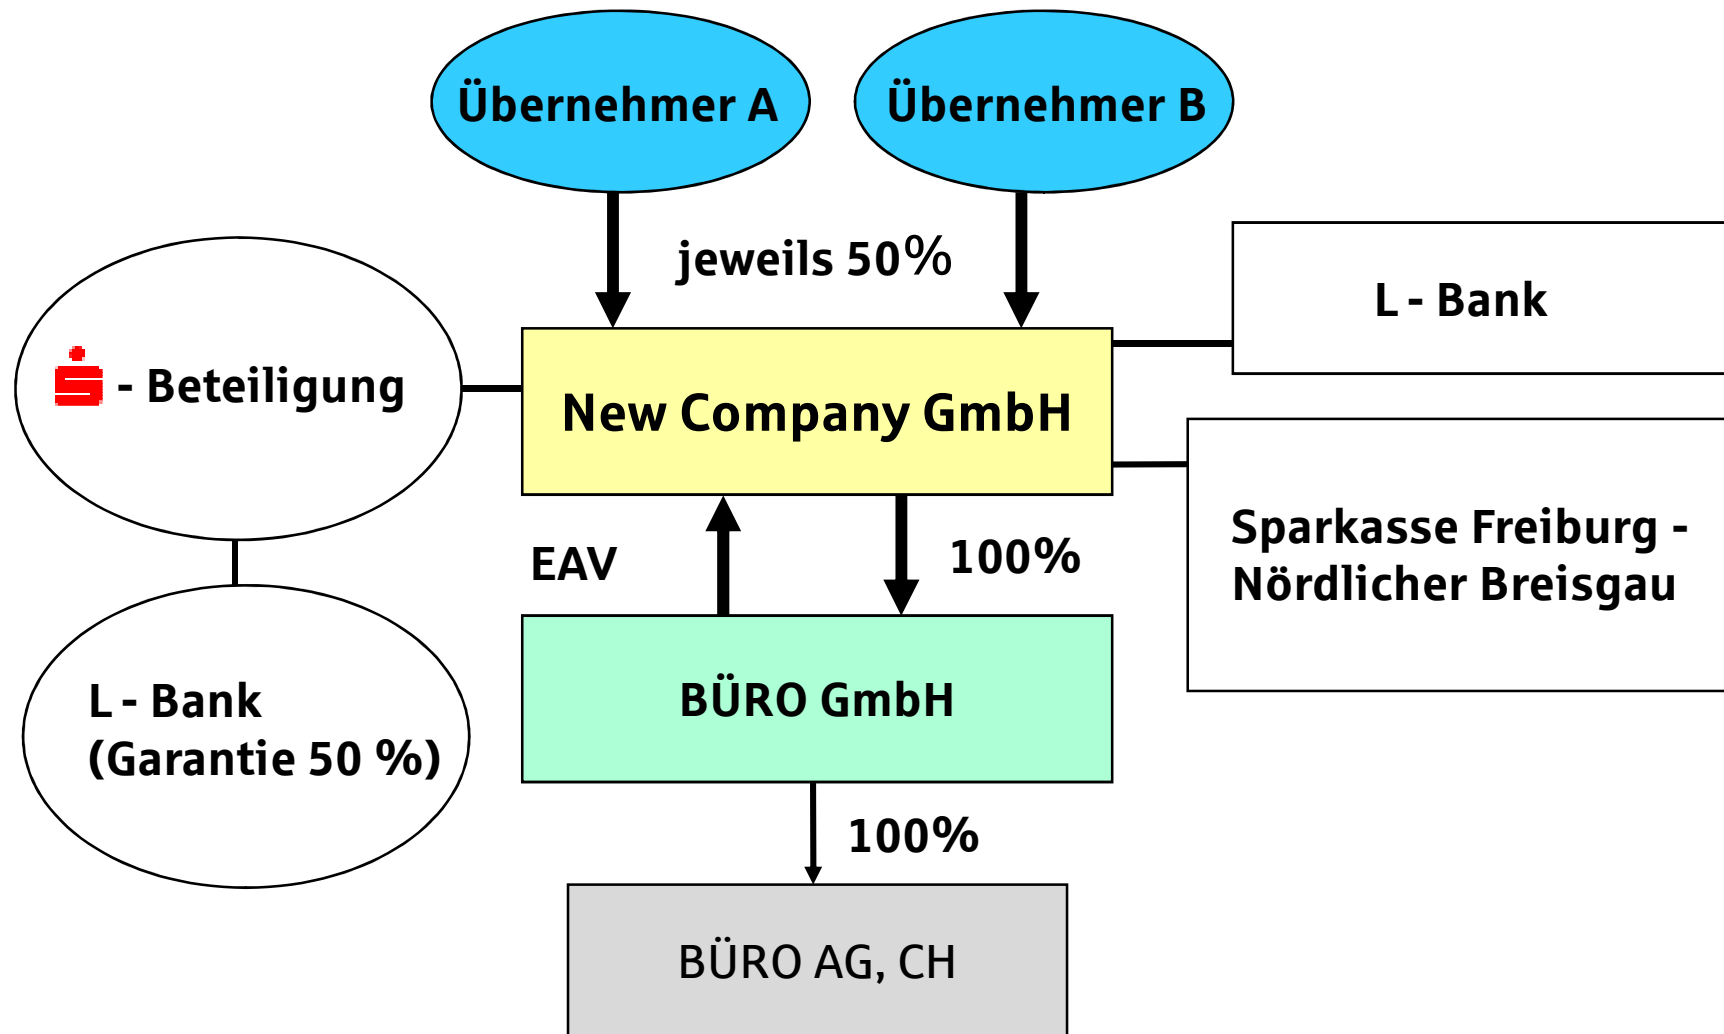 Übernehmer A
Übernehmer B
jeweils 50%
L - Bank
- Beteiligung
New Company GmbH
Sparkasse Freiburg -
Nördlicher Breisgau
EAV
100%
L - Bank
(Garantie 50 %)
BÜRO GmbH
100%
BÜRO AG, CH